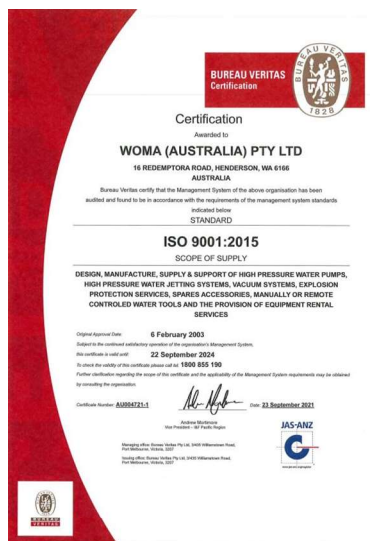 BUREAU VERITAS
Certification
BUREAU VERITAS
1828
Certification
Awarded to
WOMA (AUSTRALIA) PTY LTD
16 REDEMPTORA ROAD, HENDERSON, WA 6166
AUSTRALIA
Bureau Veritas certify that the Management System of the above organisation has been
audited and found to be in accordance with the requirements of the management system standards
indicated below
STANDARD
ISO 9001:2015
SCOPE OF SUPPLY
DESIGN, MANUFACTURE, SUPPLY & SUPPORT OF HIGH PRESSURE WATER PUMPS,
HIGH PRESSURE WATER JETTING SYSTEMS, VACUUM SYSTEMS, EXPLOSION
PROTECTION SERVICES, SPARES ACCESSORIES, MANUALLY OR REMOTE
CONTROLED WATER TOOLS AND THE PROVISION OF EQUIPMENT RENTAL
SERVICES
Original Approval Date: 6 February 2003
Subject to the continued satisfactory operation of the organisation's Management System,
this certificate is valid until: 22 September 2024
To check the validity of this certificate please call tel: 1800 855 190
Further clarification regarding the scope of this certificate and the applicability of the Management System requirements may be obtained
by consulting the organisation.
Certificate Number: AU004721-1
Date: 23 September 2021
Andrew Mortimore
Vice President - I&F Pacific Region
JAS-ANZ
Managing office: Bureau Veritas Pty Ltd, 3/435 Williamstown Road,
Port Melbourne, Victoria, 3207
Issuing office: Bureau Veritas Pty Ltd, 3/435 Williamstown Road,
Port Melbourne, Victoria, 3207
BUREAU
VERITAS